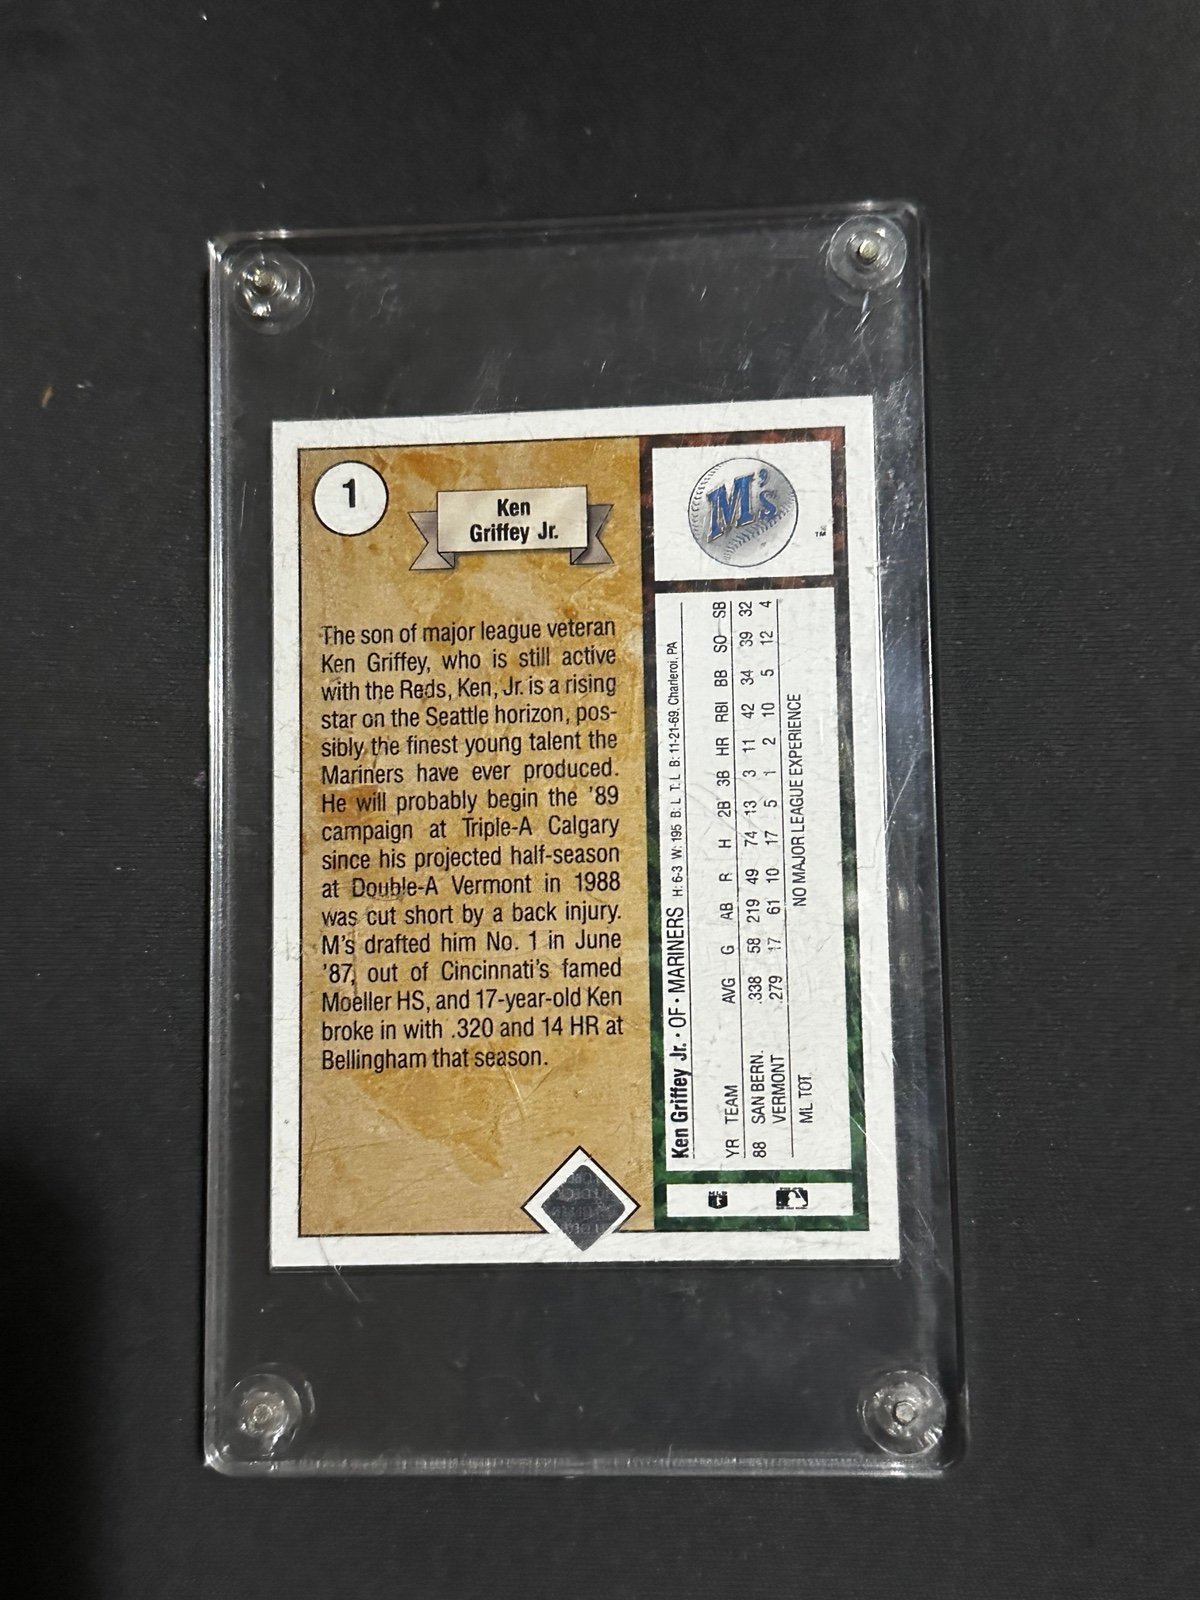 1
Ken
Griffey Jr.
The son of major league veteran
Ken Griffey, who is still active
with the Reds, Ken, Jr. is a rising
star on the Seattle horizon, pos-
sibly the finest young talent the
Mariners have ever produced.
He will probably begin the '89
campaign at Triple-A Calgary
since his projected half-season
at Double-A Vermont in 1988
was cut short by a back injury.
M's drafted him No. 1 in June
'87, out of Cincinnati's famed
Moeller HS, and 17-year-old Ken
broke in with .320 and 14 HR at
Bellingham that season.
M's
TM
Ken Griffey Jr. • OF • MARINERS H: 6-3 W: 195 B: L T: L B: 11-21-69, Charleroi, PA
YR TEAM AVG G AB R H 2B 3B HR RBI BB SO SB
88 SAN BERN. .338 58 219 49 74 13 3 11 42 34 39 32
VERMONT .279 17 61 10 17 5 1 2 10 5 12 4
ML TOT. NO MAJOR LEAGUE EXPERIENCE